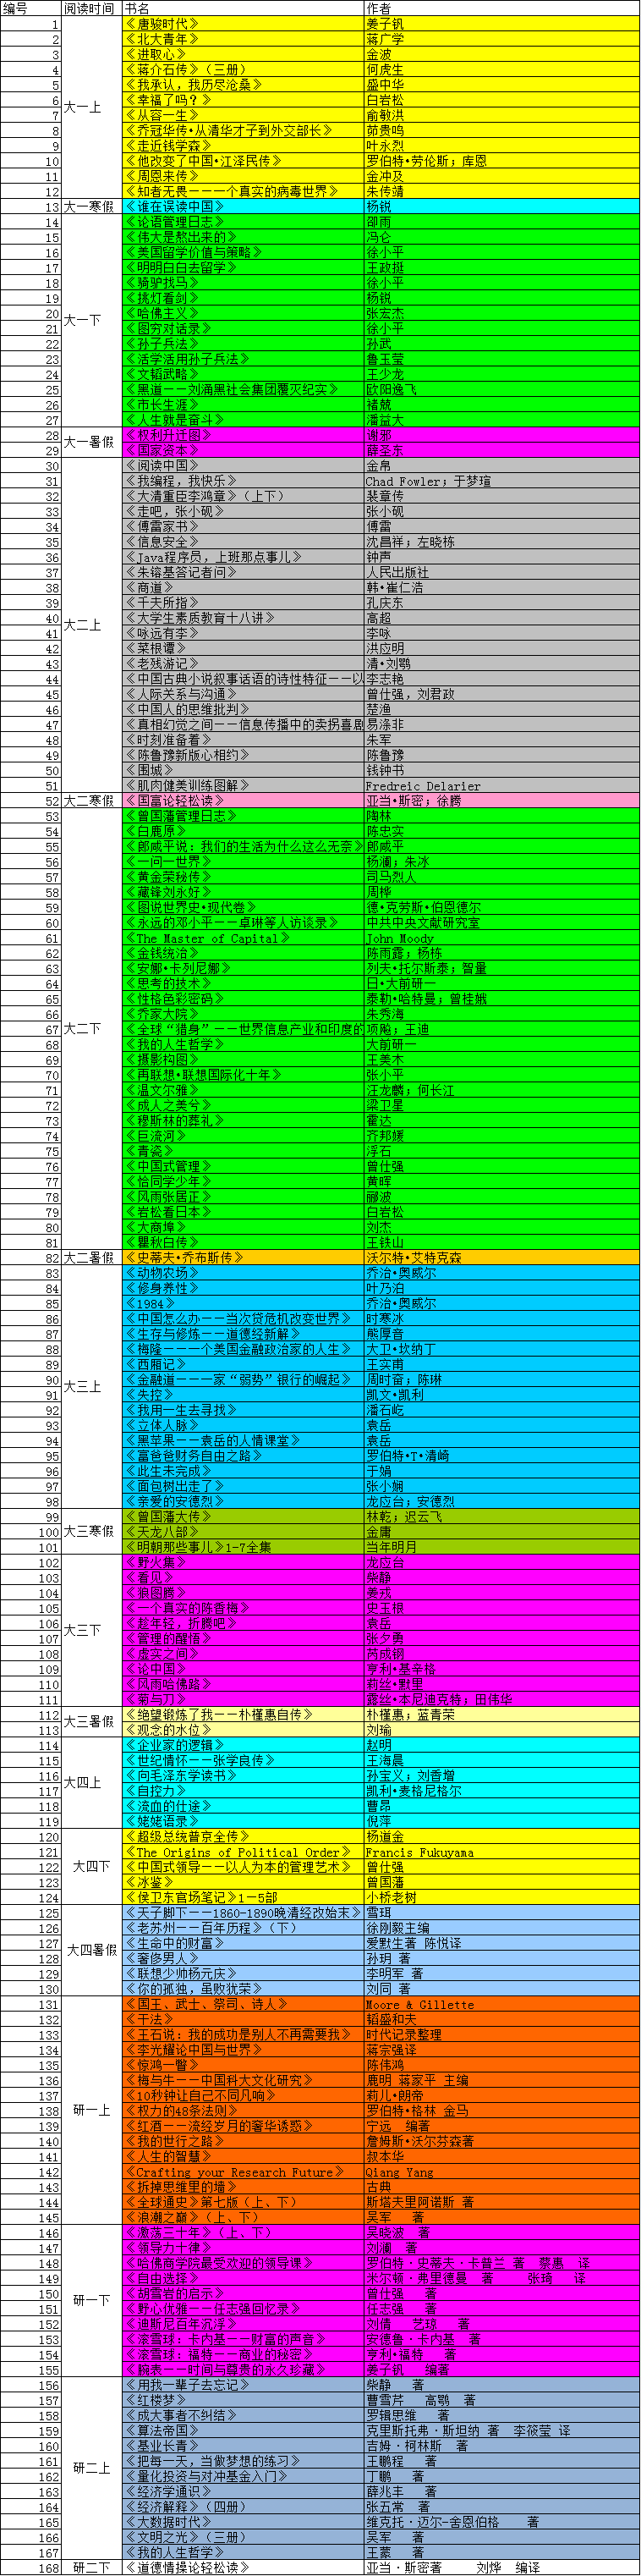 编号 阅读时间 书名 作者
1 《唐骏时代》 姜子钒
2 《北大青年》 蒋广学
3 《进取心》 金波
4 《蒋介石传》(三册) 何虎生
5 《我承认，我历尽沧桑》 盛中华
6 《幸福了吗？》 白岩松
大一上
7 《从容一生》 俞敏洪
8 《乔冠华传·从清华才子到外交部长》 茆贵鸣
9 《走近钱学森》 叶永烈
10 《他改变了中国·江泽民传》 罗伯特·劳伦斯；库恩
11 《周恩来传》 金冲及
12 《知者无畏——一个真实的病毒世界》 朱传靖
13 大一寒假 《谁在误读中国》 杨锐
14 《论语管理日志》 邵雨
15 《伟大是熬出来的》 冯仑
16 《美国留学价值与策略》 徐小平
17 《明明白白去留学》 王政挺
18 《骑驴找马》 徐小平
19 《挑灯看剑》 杨锐
20 《哈佛主义》 张宏杰
大一下
21 《图穷对话录》 徐小平
22 《孙子兵法》 孙武
23 《活学活用孙子兵法》 鲁玉莹
24 《文韬武略》 王少龙
25 《黑道——刘涌黑社会集团覆灭纪实》 欧阳逸飞
26 《市长生涯》 褚兢
27 《人生就是奋斗》 潘益大
28 大一暑假 《权利升迁图》 谢邪
29 《国家资本》 薛圣东
30 《阅读中国》 金帛
31 《我编程，我快乐》 Chad Fowler；于梦瑄
32 《大清重臣李鸿章》(上下) 裴章传
33 《走吧，张小砚》 张小砚
34 《傅雷家书》 傅雷
35 《信息安全》 沈昌祥；左晓栋
36 《Java程序员，上班那点事儿》 钟声
37 《朱镕基答记者问》 人民出版社
38 《商道》 韩·崔仁浩
39 《千夫所指》 孔庆东
40 大二上 《大学生素质教育十八讲》 高超
41 《咏远有李》 李咏
42 《菜根谭》 洪应明
43 《老残游记》 清·刘鹗
44 《中国古典小说叙事话语的诗性特征——以 李志艳
45 《人际关系与沟通》 曾仕强，刘君政
46 《中国人的思维批判》 楚渔
47 《真相幻觉之间——信息传播中的卖拐喜剧 易涤非
48 《时刻准备着》 朱军
49 《陈鲁豫新版心相约》 陈鲁豫
50 《围城》 钱钟书
51 《肌肉健美训练图解》 Fredreic Delarier
52 大二寒假 《国富论轻松读》 亚当·斯密；徐腾
53 《曾国藩管理日志》 陶林
54 《白鹿原》 陈忠实
55 《郎咸平说：我们的生活为什么这么无奈》 郎咸平
56 《一问一世界》 杨澜；朱冰
57 《黄金荣秘传》 司马烈人
58 《藏锋刘永好》 周桦
59 《图说世界史·现代卷》 德·克劳斯·伯恩德尔
60 《永远的邓小平——卓琳等人访谈录》 中共中央文献研究室
61 《The Master of Capital》 John Moody
62 《金钱统治》 陈雨露；杨栋
63 《安娜·卡列尼娜》 列夫·托尔斯泰；智量
64 《思考的技术》 日·大前研一
65 《性格色彩密码》 泰勒·哈特曼；曾桂娥
66 《乔家大院》 朱秀海
67 大二下 《全球“猎身”——世界信息产业和印度的 项飚；王迪
68 《我的人生哲学》 大前研一
69 《摄影构图》 王美木
70 《再联想·联想国际化十年》 张小平
71 《温文尔雅》 汪龙麟；何长江
72 《成人之美兮》 梁卫星
73 《穆斯林的葬礼》 霍达
74 《巨流河》 齐邦媛
75 《青瓷》 浮石
76 《中国式管理》 曾仕强
77 《恰同学少年》 黄晖
78 《风雨张居正》 郦波
79 《岩松看日本》 白岩松
80 《大商埠》 刘杰
81 《瞿秋白传》 王铁仙
82 大二暑假 《史蒂夫·乔布斯传》 沃尔特·艾特克森
83 《动物农场》 乔治·奥威尔
84 《修身养性》 叶乃泊
85 《1984》 乔治·奥威尔
86 《中国怎么办——当次贷危机改变世界》 时寒冰
87 《生存与修炼——道德经新解》 熊厚音
88 《梅隆——一个美国金融政治家的人生》 大卫·坎纳丁
89 《西厢记》 王实甫
90 大三上 《金融道——一家“弱势”银行的崛起》 周时奋；陈琳
91 《失控》 凯文·凯利
92 《我用一生去寻找》 潘石屹
93 《立体人脉》 袁岳
94 《黑苹果——袁岳的人情课堂》 袁岳
95 《富爸爸财务自由之路》 罗伯特·T·清崎
96 《此生未完成》 于娟
97 《面包树出走了》 张小娴
98 《亲爱的安德烈》 龙应台；安德烈
99 《曾国藩大传》 林乾；迟云飞
100 大三寒假 《天龙八部》 金庸
101 《明朝那些事儿》1-7全集 当年明月
102 《野火集》 龙应台
103 《看见》 柴静
104 《狼图腾》 姜戎
105 《一个真实的陈香梅》 史玉根
106 《趁年轻，折腾吧》 袁岳
大三下
107 《管理的醒悟》 张夕勇
108 《虚实之间》 芮成钢
109 《论中国》 亨利·基辛格
110 《风雨哈佛路》 莉丝·默里
111 《菊与刀》 露丝·本尼迪克特；田伟华
112 大三暑假 《绝望锻炼了我——朴槿惠自传》 朴槿惠；蓝青荣
113 《观念的水位》 刘瑜
114 《企业家的逻辑》 赵明
115 《世纪情怀——张学良传》 王海晨
116 《向毛泽东学读书》 孙宝义；刘香增
大四上
117 《自控力》 凯利·麦格尼格尔
118 《流血的仕途》 曹昂
119 《姥姥语录》 倪萍
120 《超级总统普京全传》 杨道金
121 《The Origins of Political Order》 Francis Fukuyama
122 大四下 《中国式领导——以人为本的管理艺术》 曾仕强
123 《冰鉴》 曾国藩
124 《侯卫东官场笔记》1—5部 小桥老树
125 《天子脚下——1860-1890晚清经改始末》 雪珥
126 《老苏州——百年历程》(下) 徐刚毅主编
127 《生命中的财富》 爱默生著 陈悦译
大四暑假
128 《奢侈男人》 孙玥 著
129 《联想少帅杨元庆》 李明军 著
130 《你的孤独，虽败犹荣》 刘同 著
131 《国王、武士、祭司、诗人》 Moore & Gillette
132 《干法》 稻盛和夫
133 《王石说：我的成功是别人不再需要我》 时代记录整理
134 《李光耀论中国与世界》 蒋宗强译
135 《惊鸿一瞥》 陈伟鸿
136 《梅与牛——中国科大文化研究》 鹿明 蒋家平 主编
137 《10秒钟让自己不同凡响》 莉儿·朗帝
138 研一上 《权力的48条法则》 罗伯特·格林 金马
139 《红酒——流经岁月的奢华诱惑》 宁远 编著
140 《我的世行之路》 詹姆斯·沃尔芬森著
141 《人生的智慧》 叔本华
142 《Crafting your Research Future》 Qiang Yang
143 《拆掉思维里的墙》 古典
144 《全球通史》第七版(上、下) 斯塔夫里阿诺斯 著
145 《浪潮之巅》(上、下) 吴军 著
146 《激荡三十年》(上、下) 吴晓波 著
147 《领导力十律》 刘澜 著
148 《哈佛商学院最受欢迎的领导课》 罗伯特·史蒂夫·卡普兰 著 蔡惠 译
149 《自由选择》 米尔顿·弗里德曼 著 张琦 译
150 《胡雪岩的启示》 曾仕强 著
研一下
151 《野心优雅——任志强回忆录》 任志强 著
152 《迪斯尼百年沉浮》 刘倩 艺琼 著
153 《滚雪球：卡内基——财富的声音》 安德鲁·卡内基 著
154 《滚雪球：福特——商业的秘密》 亨利·福特 著
155 《腕表——时间与尊贵的永久珍藏》 姜子钒 编著
156 《用我一辈子去忘记》 柴静 著
157 《红楼梦》 曹雪芹 高鹗 著
158 《成大事者不纠结》 罗辑思维 著
159 《算法帝国》 克里斯托弗·斯坦纳 著 李筱莹 译
160 《基业长青》 吉姆·柯林斯 著
161 《把每一天，当做梦想的练习》 王鹏程 著
研二上
162 《量化投资与对冲基金入门》 丁鹏 著
163 《经济学通识》 薛兆丰 著
164 《经济解释》(四册) 张五常 著
165 《大数据时代》 维克托·迈尔-舍恩伯格 著
166 《文明之光》(三册) 吴军 著
167 《我的人生哲学》 王蒙 著
168 研二下 《道德情操论轻松读》 亚当·斯密著 刘烨 编译